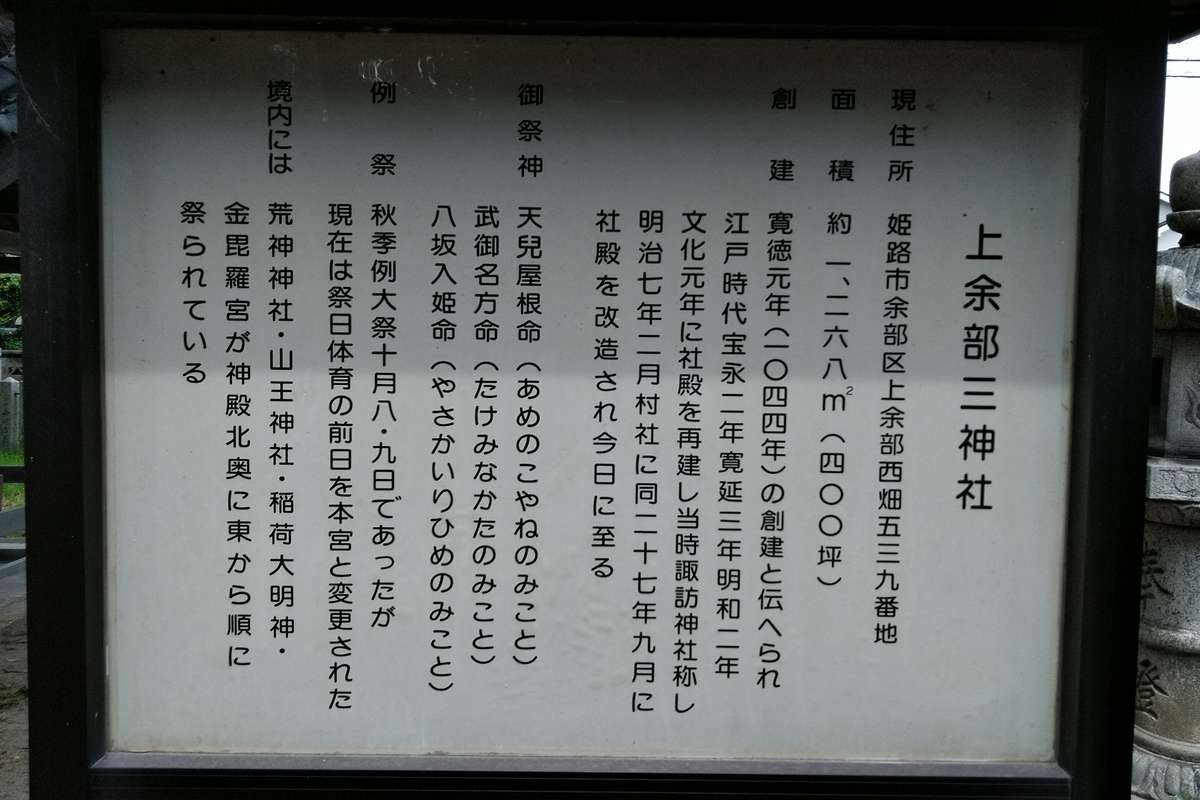 上余部三神社
現住所 姫路市余部区上余部西畑五三九番地
面積 約一、二六八㎡(四〇〇坪)
創建 寛徳元年(一〇四四年)の創建と伝へられ
江戸時代宝永二年寛延三年明和二年
文化元年に社殿を再建し当時諏訪神社称し
明治七年二月村社に同二十七年九月に
社殿を改造され今日に至る
御祭神 天兒屋根命(あめのこやねのみこと)
武御名方命(たけみなかたのみこと)
八坂入姫命(やさかいりひめのみこと)
例祭 秋季例大祭十月八・九日であったが
現在は祭日体育の前日を本宮と変更された
境内には 荒神神社・山王神社・稲荷大明神・
金毘羅宮が神殿北奥に東から順に
祭られている